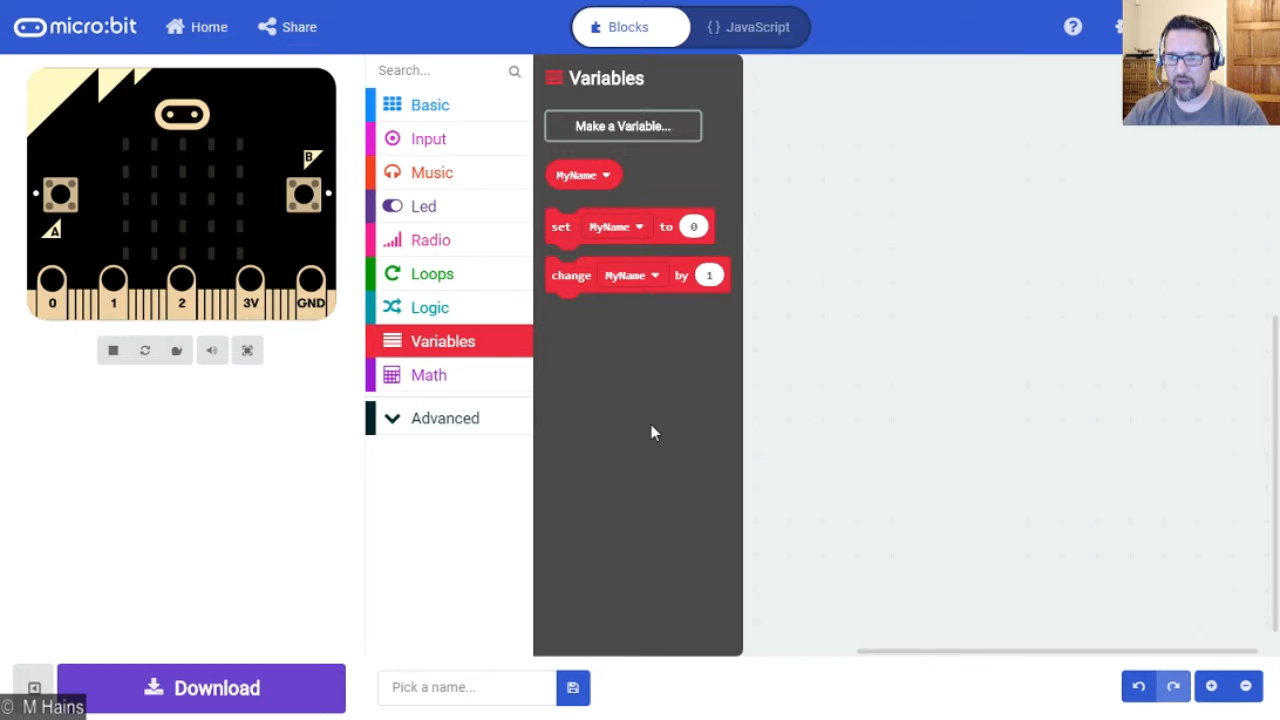 micro:bit
Home
Share
Blocks
{ } JavaScript
?
B
A
0 1 2 3V GND
Search...
Basic
Input
Music
Led
Radio
Loops
Logic
Variables
Math
Advanced
Variables
Make a Variable...
MyName
set MyName to 0
change MyName by 1
Download
Pick a name...
© M Hains